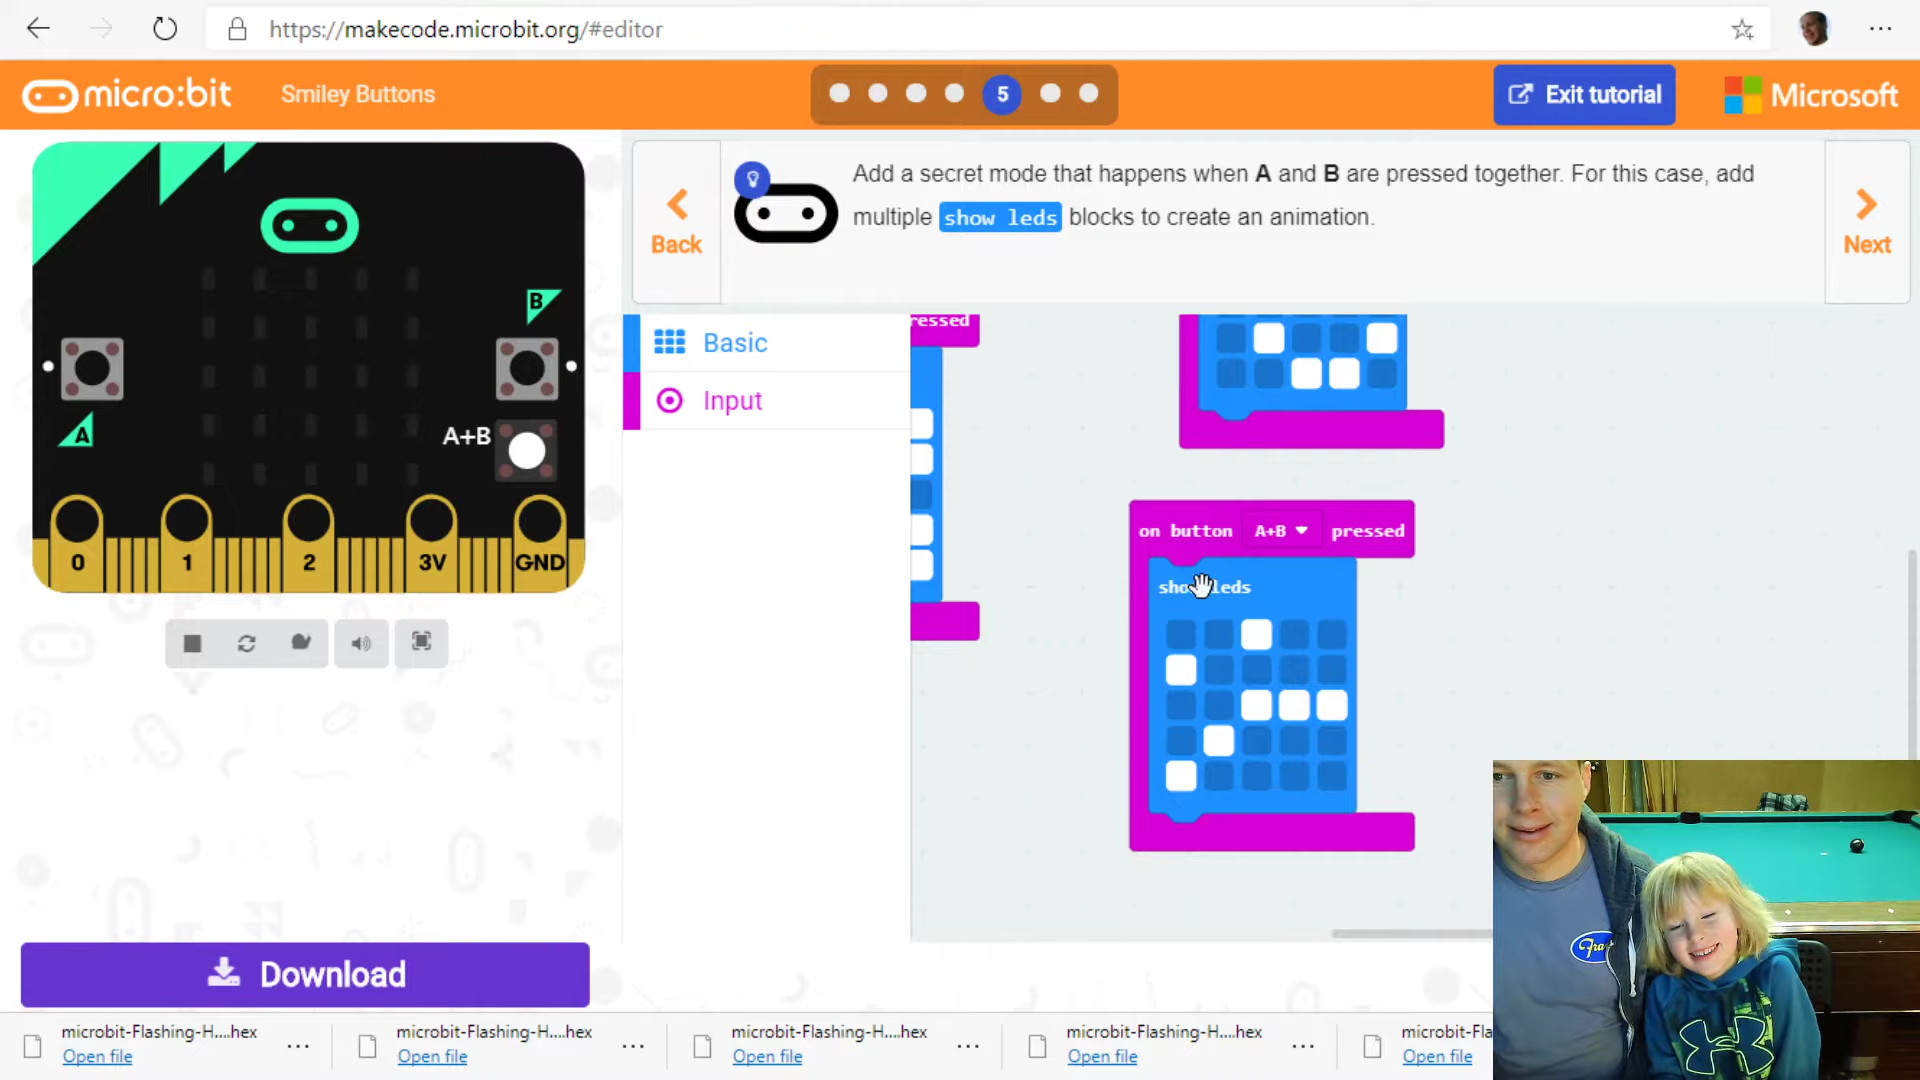 https://makecode.microbit.org/#editor
micro:bit
Smiley Buttons
5
Exit tutorial
Microsoft
Back
Add a secret mode that happens when A and B are pressed together. For this case, add
multiple show leds blocks to create an animation.
Next
B
A
A+B
0
1
2
3V
GND
Basic
Input
ressed
on button A+B pressed
leds
Download
microbit-Flashing-H....hex
Open file
microbit-Flashing-H....hex
Open file
microbit-Flashing-H....hex
Open file
microbit-Flashing-H....hex
Open file
microbit-Fla
Open file